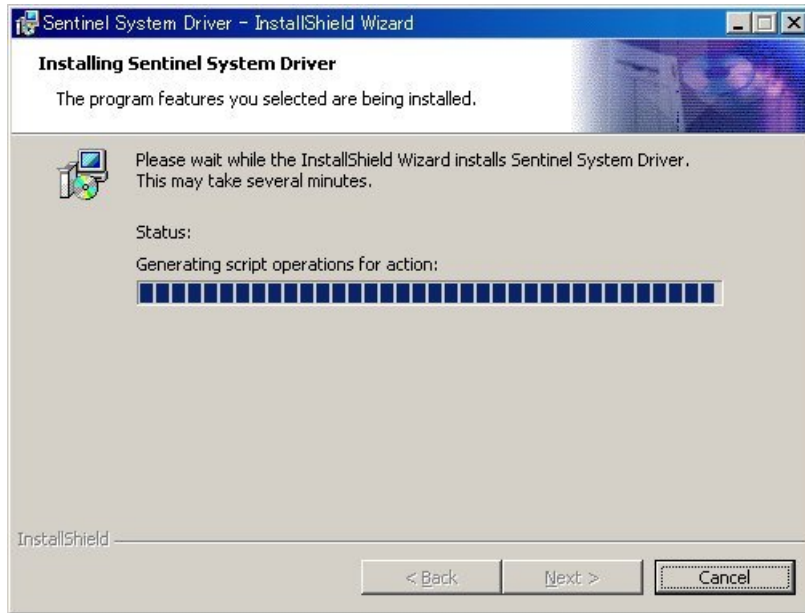 Sentinel System Driver - InstallShield Wizard
Installing Sentinel System Driver
The program features you selected are being installed.
Please wait while the InstallShield Wizard installs Sentinel System Driver.
This may take several minutes.
Status:
Generating script operations for action:
InstallShield
< Back
Next >
Cancel